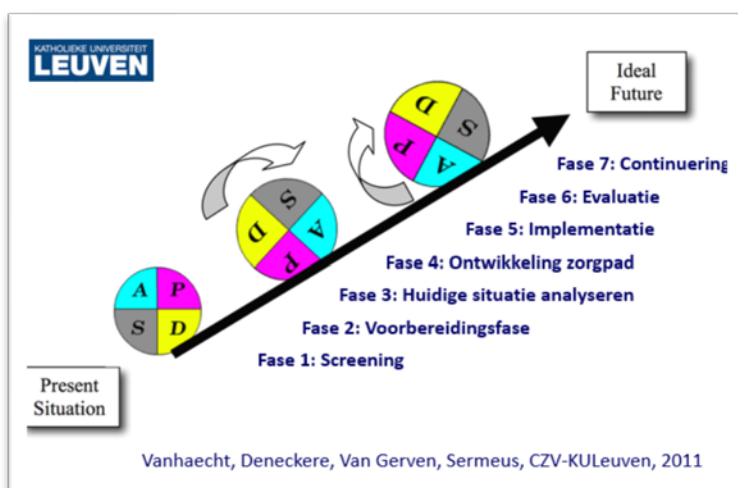 KATHOLIEKE UNIVERSITEIT
LEUVEN
Ideal
Future
D
S
P
A
Fase 7: Continuering
S
D
A
P
Fase 6: Evaluatie
Fase 5: Implementatie
Fase 4: Ontwikkeling zorgpad
A P
S D
Fase 3: Huidige situatie analyseren
Fase 2: Voorbereidingsfase
Fase 1: Screening
Present
Situation
Vanhaecht, Deneckere, Van Gerven, Sermeus, CZV-KULeuven, 2011